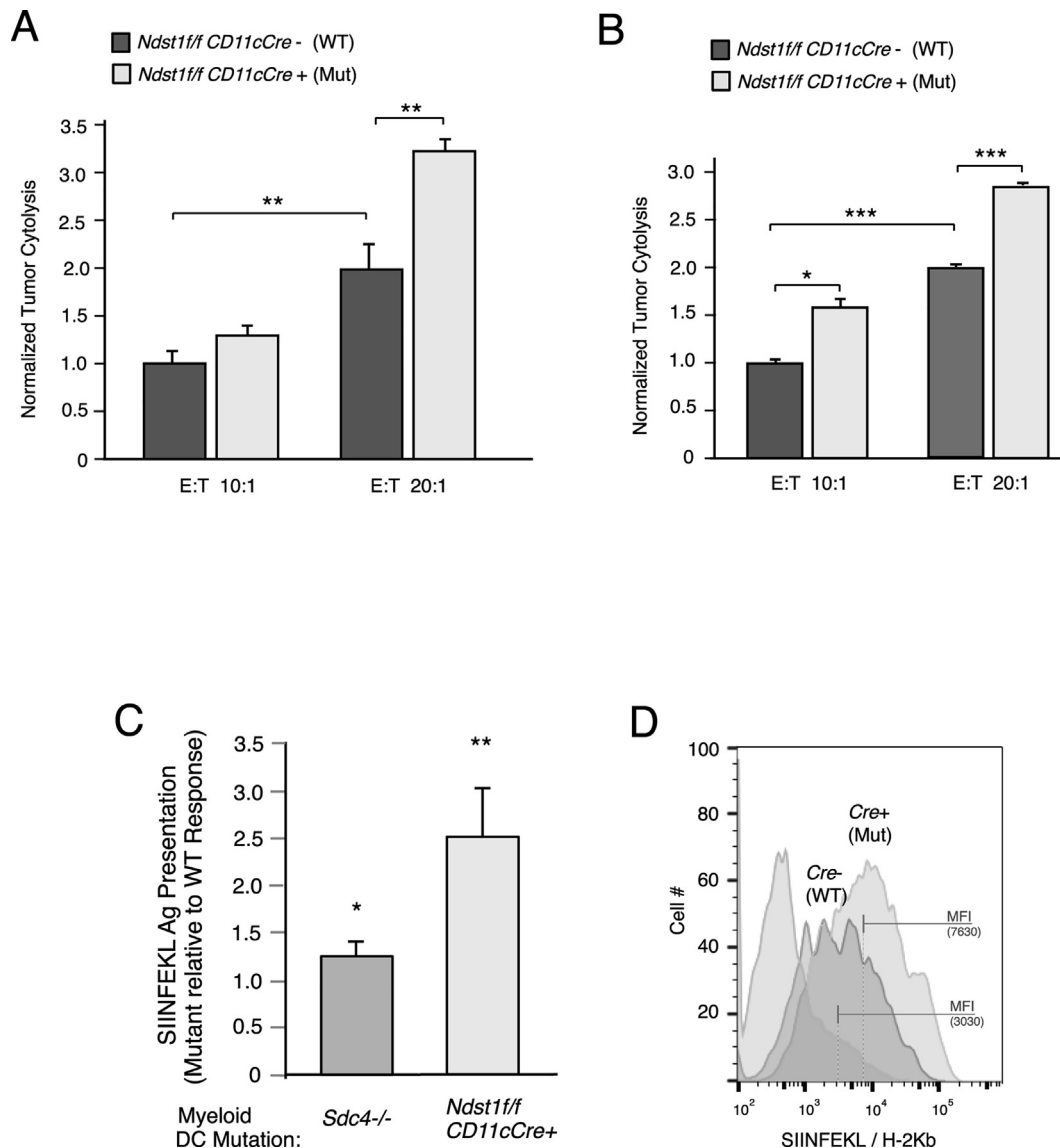 A
Ndst1f/f CD11cCre - (WT)
Ndst1f/f CD11cCre + (Mut)
Normalized Tumor Cytolysis
3.5
3.0
2.5
2.0
1.5
1.0
0.5
0
**
**
E:T 10:1
E:T 20:1
B
Ndst1f/f CD11cCre - (WT)
Ndst1f/f CD11cCre + (Mut)
Normalized Tumor Cytolysis
3.0
2.5
2.0
1.5
1.0
0.5
0
***
***
*
E:T 10:1
E:T 20:1
C
SIINFEKL Ag Presentation
(Mutant relative to WT Response)
3.5
3.0
2.5
2.0
1.5
1.0
0.5
0
*
**
Myeloid
DC Mutation:
Sdc4-/-
Ndst1f/f
CD11cCre+
D
Cell #
100
80
60
40
20
Cre+
(Mut)
Cre-
(WT)
MFI
(7630)
MFI
(3030)
10²
10³
10⁴
10⁵
SIINFEKL / H-2Kb